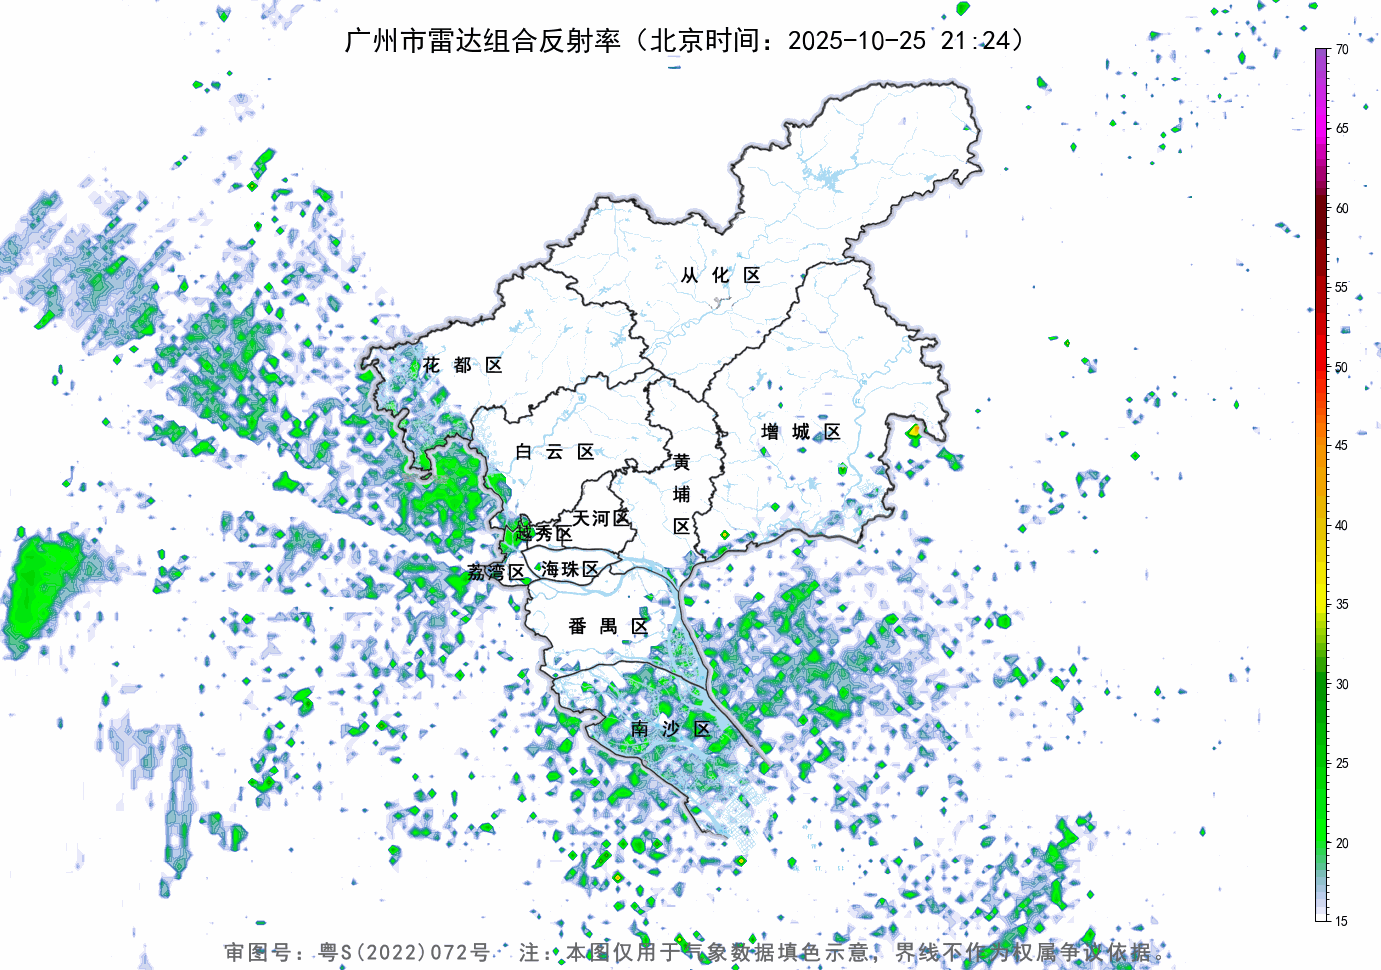 广州市雷达组合反射率（北京时间：2025-10-25 21:24）
70
65
60
55
50
45
40
35
30
25
20
15
从化区
花都区
增城区
白云区
黄埔区
天河区
越秀区
荔湾区
海珠区
番禺区
南沙区
审图号：粤S(2022)072号 注：本图仅用于气象数据填色示意，界线不作为权属争议依据。